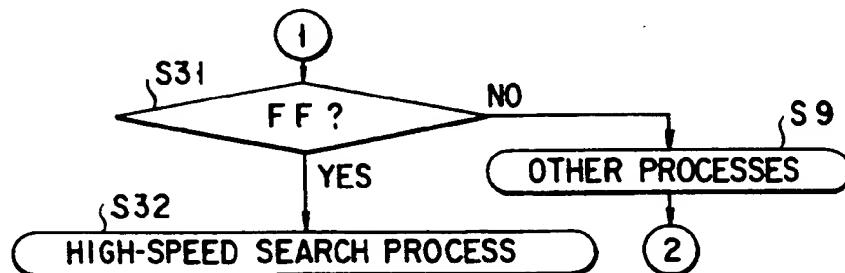 1
S31
FF?
NO
S9
YES
OTHER PROCESSES
S32
HIGH-SPEED SEARCH PROCESS
2